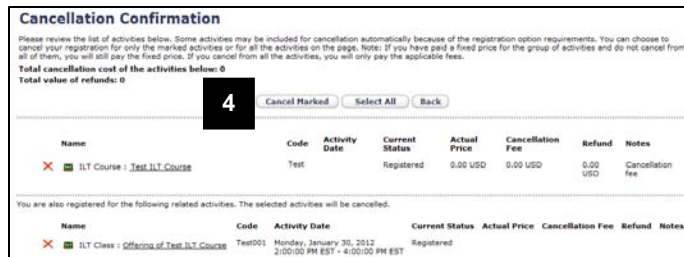 Cancellation Confirmation
Please review the list of activities below. Some activities may be included for cancellation automatically because of the registration option requirements. You can choose to
cancel your registration for only the marked activities or for all the activities on the page. Note: If you have paid a fixed price for the group of activities and do not cancel from
all of them, you will still pay the fixed price. If you cancel from all the activities, you will only pay the applicable fees.
Total cancellation cost of the activities below: 0
Total value of refunds: 0
4 Cancel Marked Select All Back
Name Code Activity Date Current Status Actual Price Cancellation Fee Refund Notes
ILT Course : Test ILT Course Test Registered 0.00 USD 0.00 USD 0.00 USD Cancellation fee
You are also registered for the following related activities. The selected activities will be cancelled.
Name Code Activity Date Current Status Actual Price Cancellation Fee Refund Notes
ILT Class : Offering of Test ILT Course Test001 Monday, January 30, 2012 Registered
2:00:00 PM EST - 4:00:00 PM EST